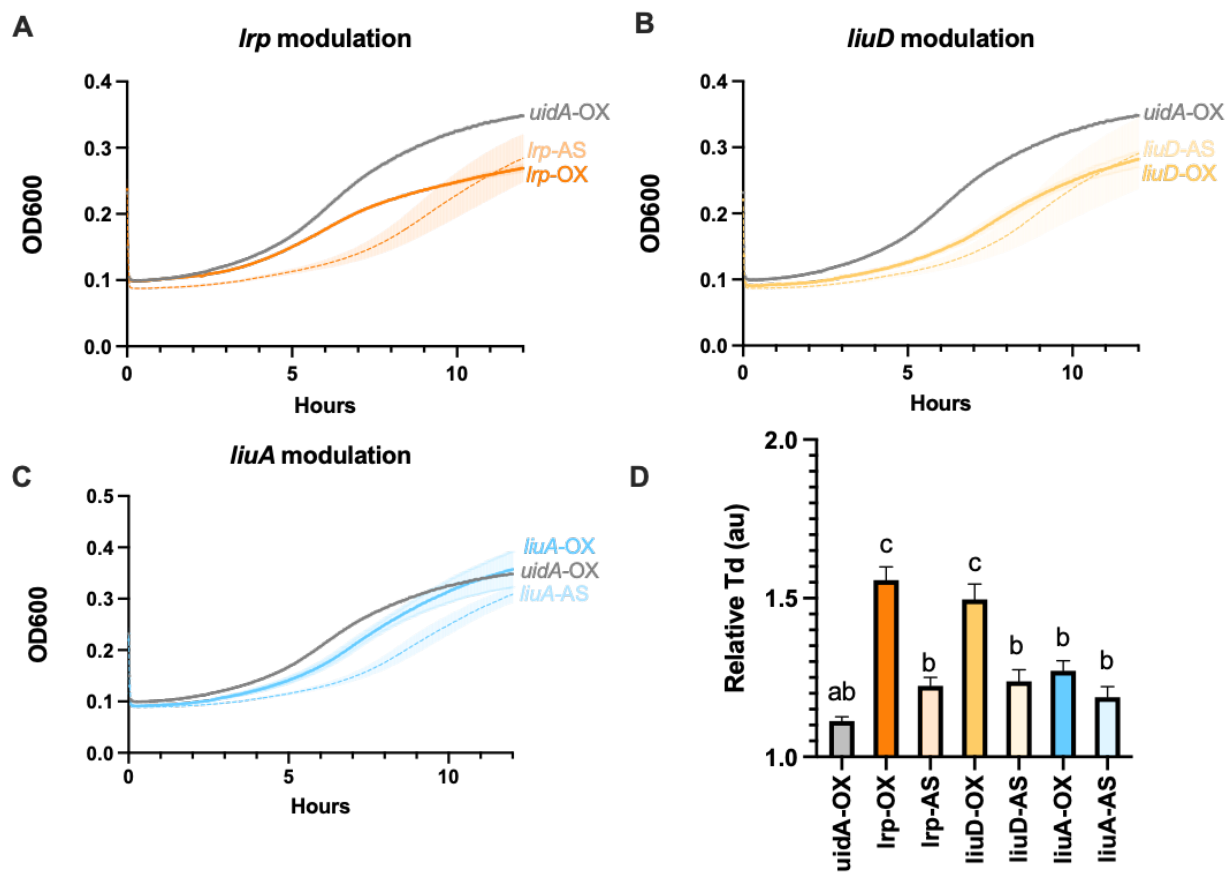 A
lrp modulation
0.4
0.3
0.2
0.1
0.0
OD600
0
5
10
Hours
uidA-OX
lrp-AS
lrp-OX
B
liuD modulation
0.4
0.3
0.2
0.1
0.0
OD600
0
5
10
Hours
uidA-OX
liuD-AS
liuD-OX
C
liuA modulation
0.5
0.4
0.3
0.2
0.1
0.0
OD600
0
5
10
Hours
liuA-OX
uidA-OX
liuA-AS
D
2.0
1.5
1.0
Relative Td (au)
ab
c
b
c
b
b
b
uidA-OX
lrp-OX
lrp-AS
liuD-OX
liuD-AS
liuA-OX
liuA-AS